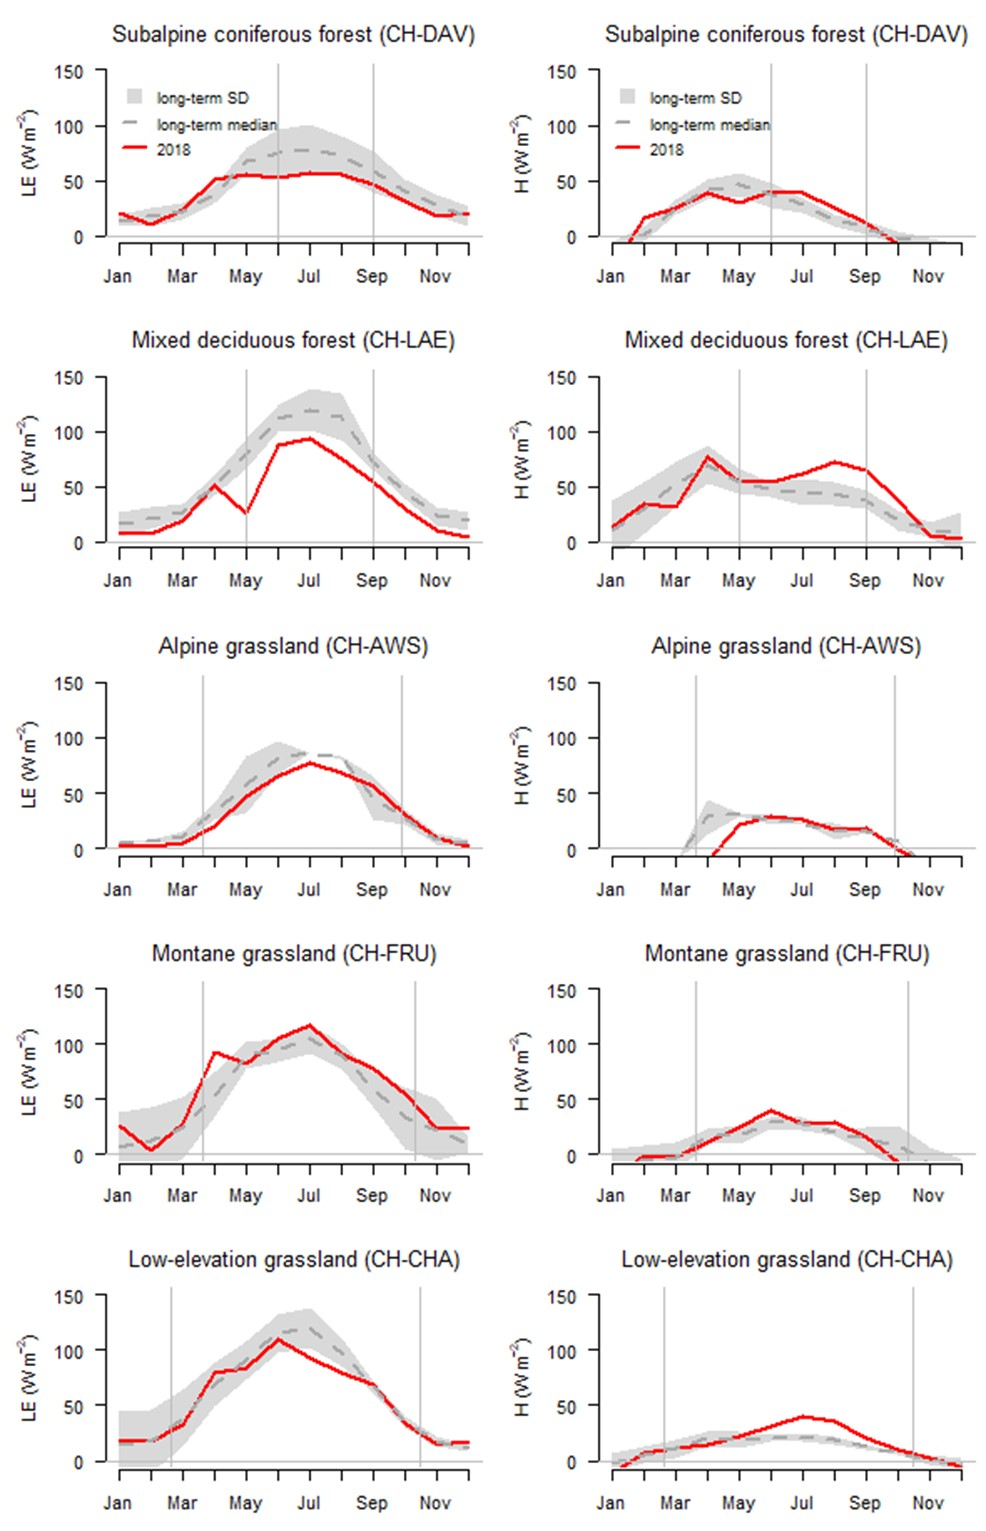 Subalpine coniferous forest (CH-DAV)
LE (W m⁻²)
150
100
50
0
long-term SD
long-term median
2018
Jan Mar May Jul Sep Nov
Subalpine coniferous forest (CH-DAV)
H (W m⁻²)
150
100
50
0
long-term SD
long-term median
2018
Jan Mar May Jul Sep Nov
Mixed deciduous forest (CH-LAE)
LE (W m⁻²)
150
100
50
0
Jan Mar May Jul Sep Nov
Mixed deciduous forest (CH-LAE)
H (W m⁻²)
150
100
50
0
Jan Mar May Jul Sep Nov
Alpine grassland (CH-AWS)
LE (W m⁻²)
150
100
50
0
Jan Mar May Jul Sep Nov
Alpine grassland (CH-AWS)
H (W m⁻²)
150
100
50
0
Jan Mar May Jul Sep Nov
Montane grassland (CH-FRU)
LE (W m⁻²)
150
100
50
0
Jan Mar May Jul Sep Nov
Montane grassland (CH-FRU)
H (W m⁻²)
150
100
50
0
Jan Mar May Jul Sep Nov
Low-elevation grassland (CH-CHA)
LE (W m⁻²)
150
100
50
0
Jan Mar May Jul Sep Nov
Low-elevation grassland (CH-CHA)
H (W m⁻²)
150
100
50
0
Jan Mar May Jul Sep Nov